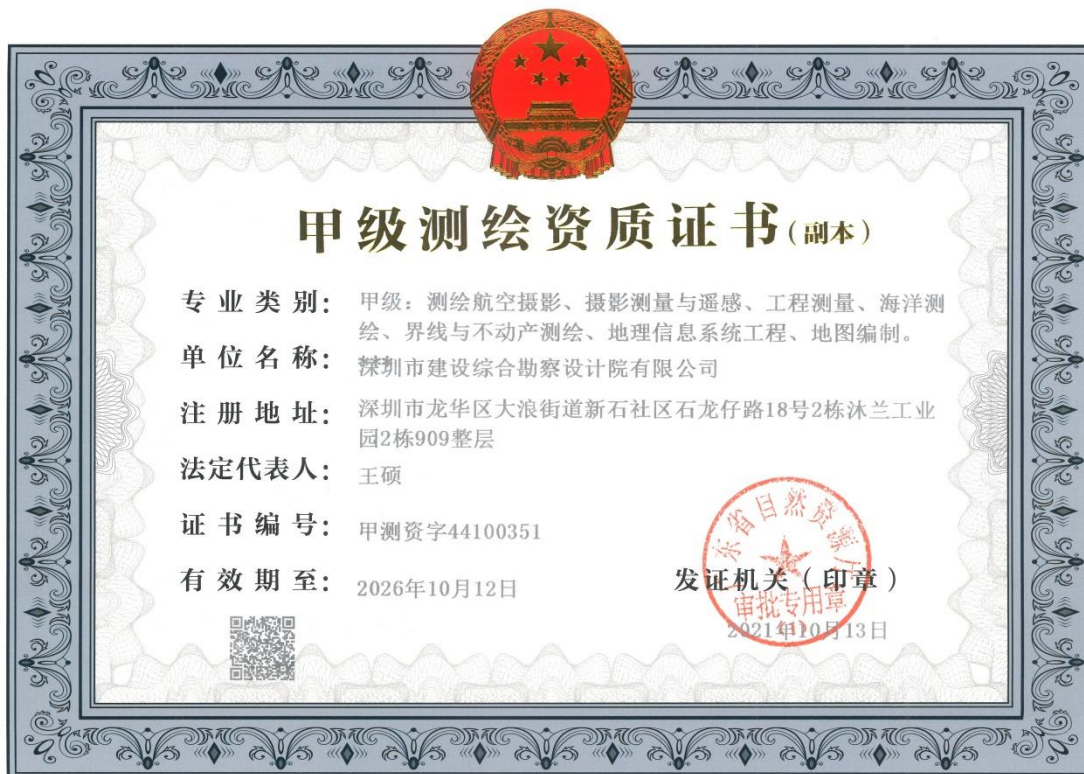 甲级测绘资质证书(副本)
专业类别: 甲级:测绘航空摄影、摄影测量与遥感、工程测量、海洋测
绘、界线与不动产测绘、地理信息系统工程、地图编制。
***
单位名称: 深圳市建设综合勘察设计院有限公司
注册地址: 深圳市龙华区大浪街道新石社区石龙仔路18号2栋沐兰工业
园2栋909整层
法定代表人: 王硕
证书编号: 甲测资字44100351
有效期至: 2026年10月12日
广东省自然资源厅
发证机关(印章)
审批专用章
2021年10月13日